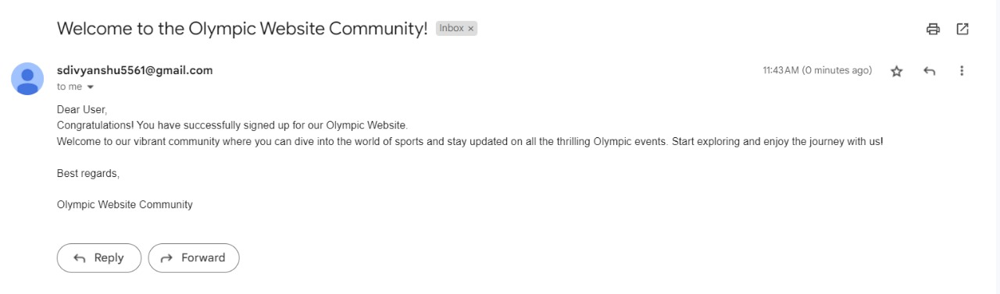 Welcome to the Olympic Website Community! Inbox ×
sdivyanshu5561@gmail.com 11:43 AM (0 minutes ago)
to me
Dear User,
Congratulations! You have successfully signed up for our Olympic Website.
Welcome to our vibrant community where you can dive into the world of sports and stay updated on all the thrilling Olympic events. Start exploring and enjoy the journey with us!
Best regards,
Olympic Website Community
Reply Forward